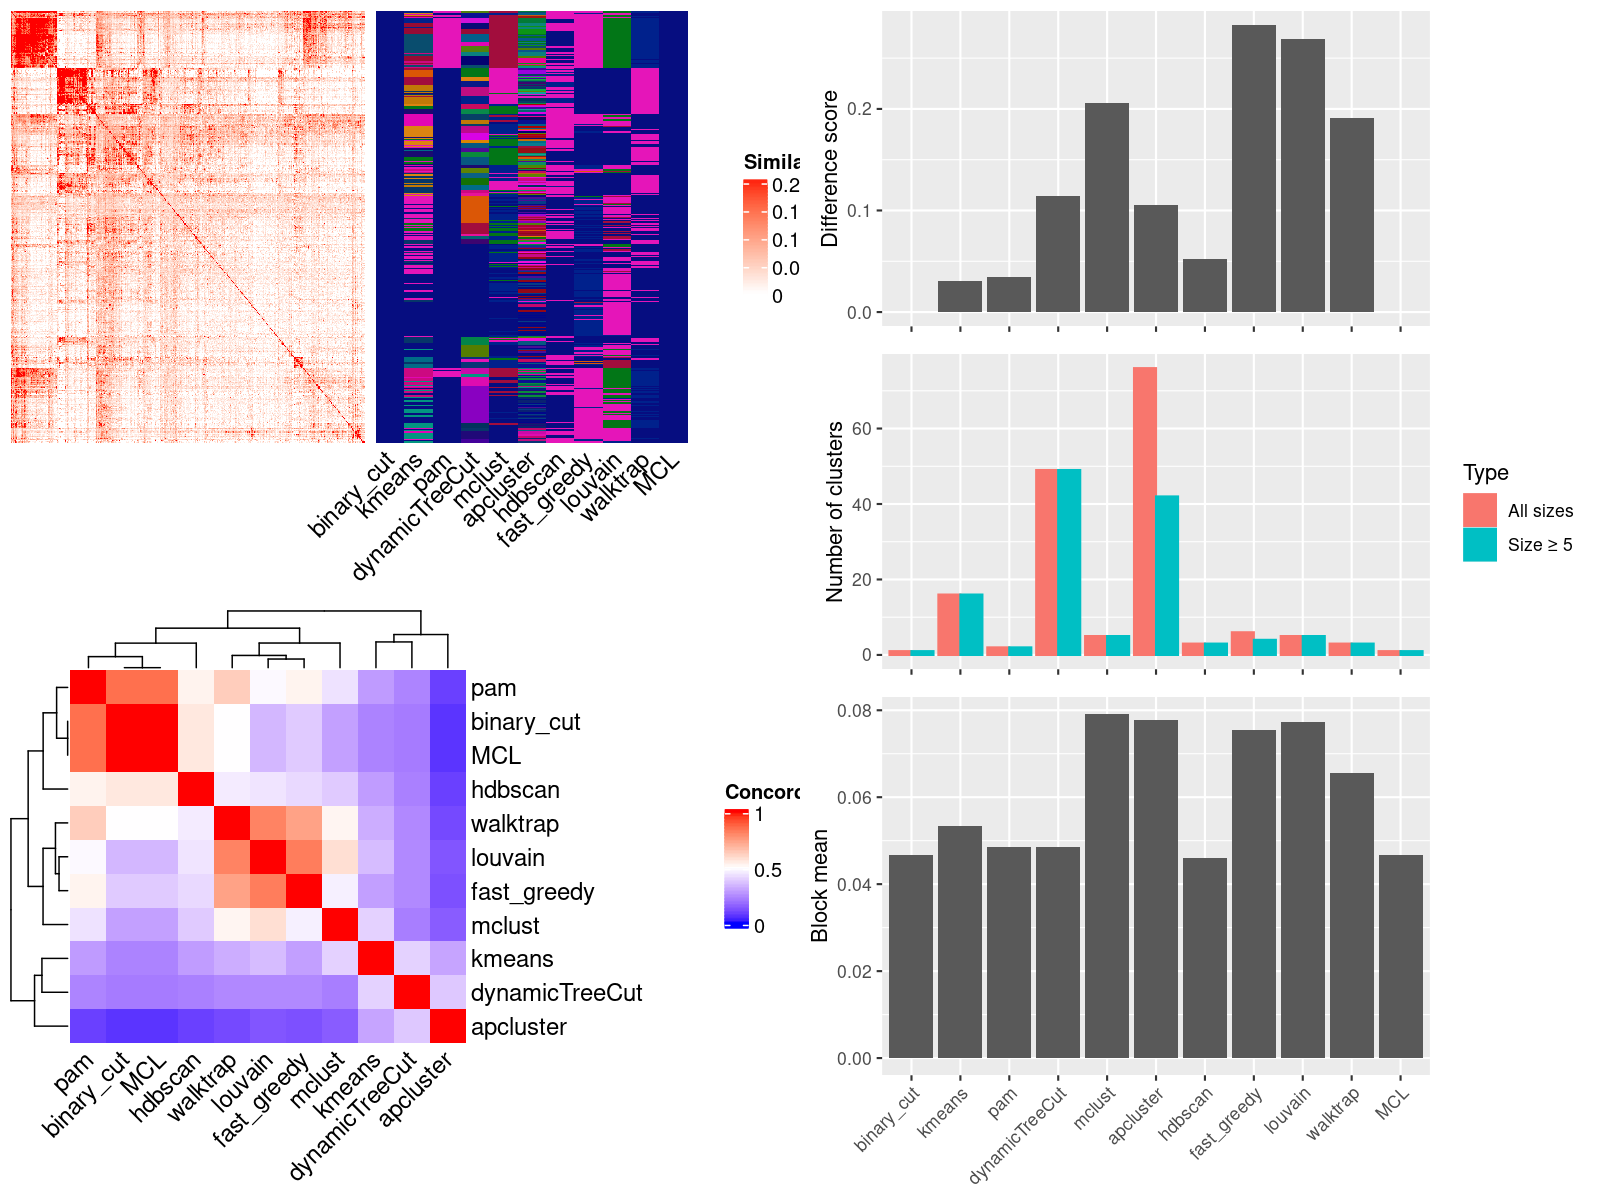 Simila
0.2
0.1
0.1
0.0
0
binary_cut
kmeans
pam
dynamicTreeCut
mclust
apcluster
hdbscan
fast_greedy
louvain
walktrap
MCL
Difference score
0.2
0.1
0.0
Number of clusters
60
40
20
0
Type
All sizes
Size ≥ 5
pam
binary_cut
MCL
hdbscan
walktrap
louvain
fast_greedy
mclust
kmeans
dynamicTreeCut
apcluster
pam
binary_cut
MCL
hdbscan
walktrap
louvain
fast_greedy
mclust
kmeans
dynamicTreeCut
apcluster
Concord
1
0.5
0
Block mean
0.08
0.06
0.04
0.02
0.00
binary_cut
kmeans
pam
dynamicTreeCut
mclust
apcluster
hdbscan
fast_greedy
louvain
walktrap
MCL